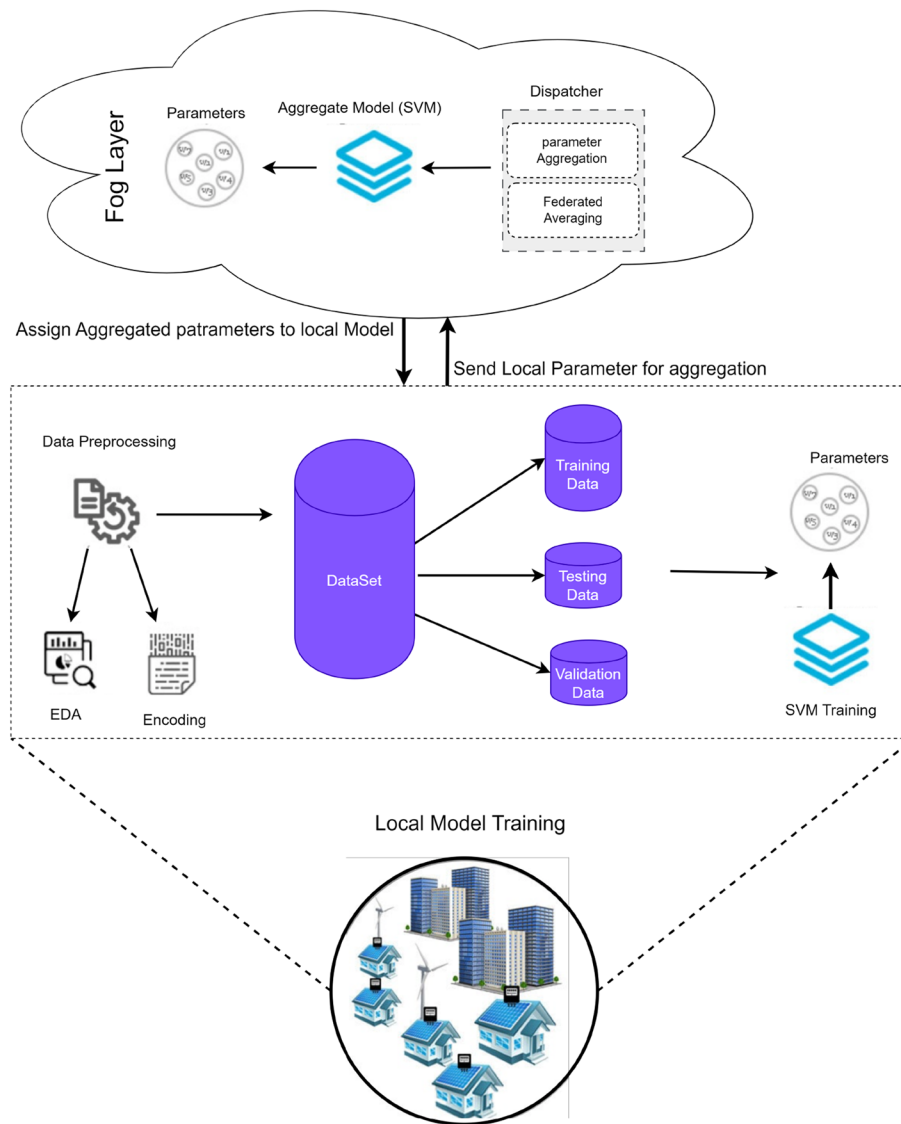 Fog Layer
Parameters
Aggregate Model (SVM)
Dispatcher
parameter
Aggregation
Federated
Averaging
Assign Aggregated patrameters to local Model
Send Local Parameter for aggregation
Data Preprocessing
EDA
Encoding
DataSet
Training
Data
Testing
Data
Validation
Data
Parameters
SVM Training
Local Model Training